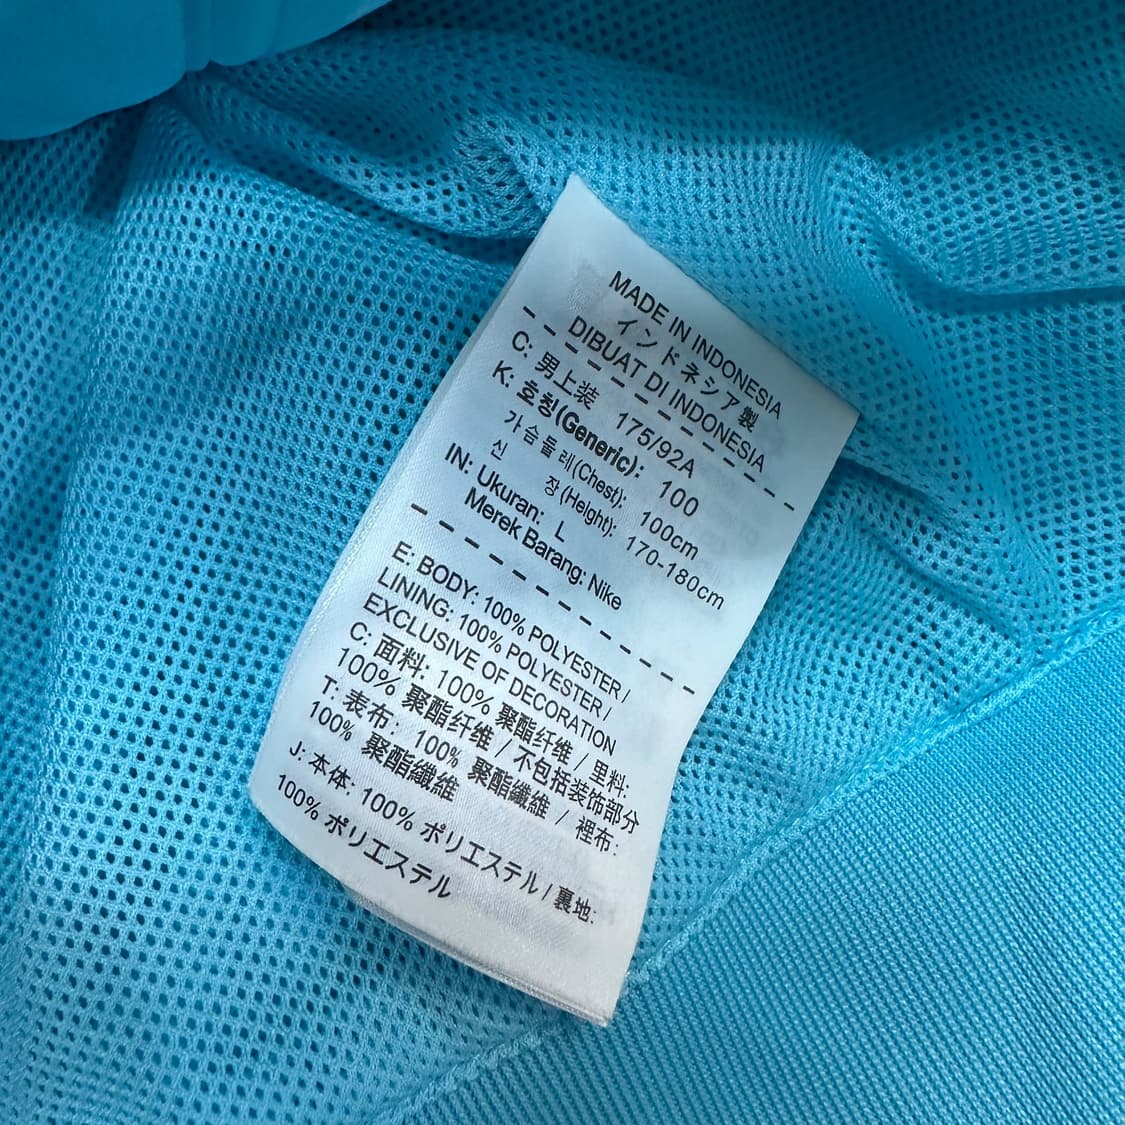 MADE IN INDONESIA
インドネシア製
DIBUAT DI INDONESIA
C: 男上装 175/92A
K: 호칭(Generic): 100
가슴둘레(Chest): 100cm
신 장(Height): 170-180cm
IN: Ukuran: L
Merek Barang: Nike
E: BODY: 100% POLYESTER /
LINING: 100% POLYESTER /
EXCLUSIVE OF DECORATION
C: 面料: 100% 聚酯纤维 / 里料:
100% 聚酯纤维 / 不包括装饰部分
T: 表布: 100% 聚酯纖維 / 裡布:
100% 聚酯纖維
J: 本体: 100% ポリエステル / 裏地:
100% ポリエステル